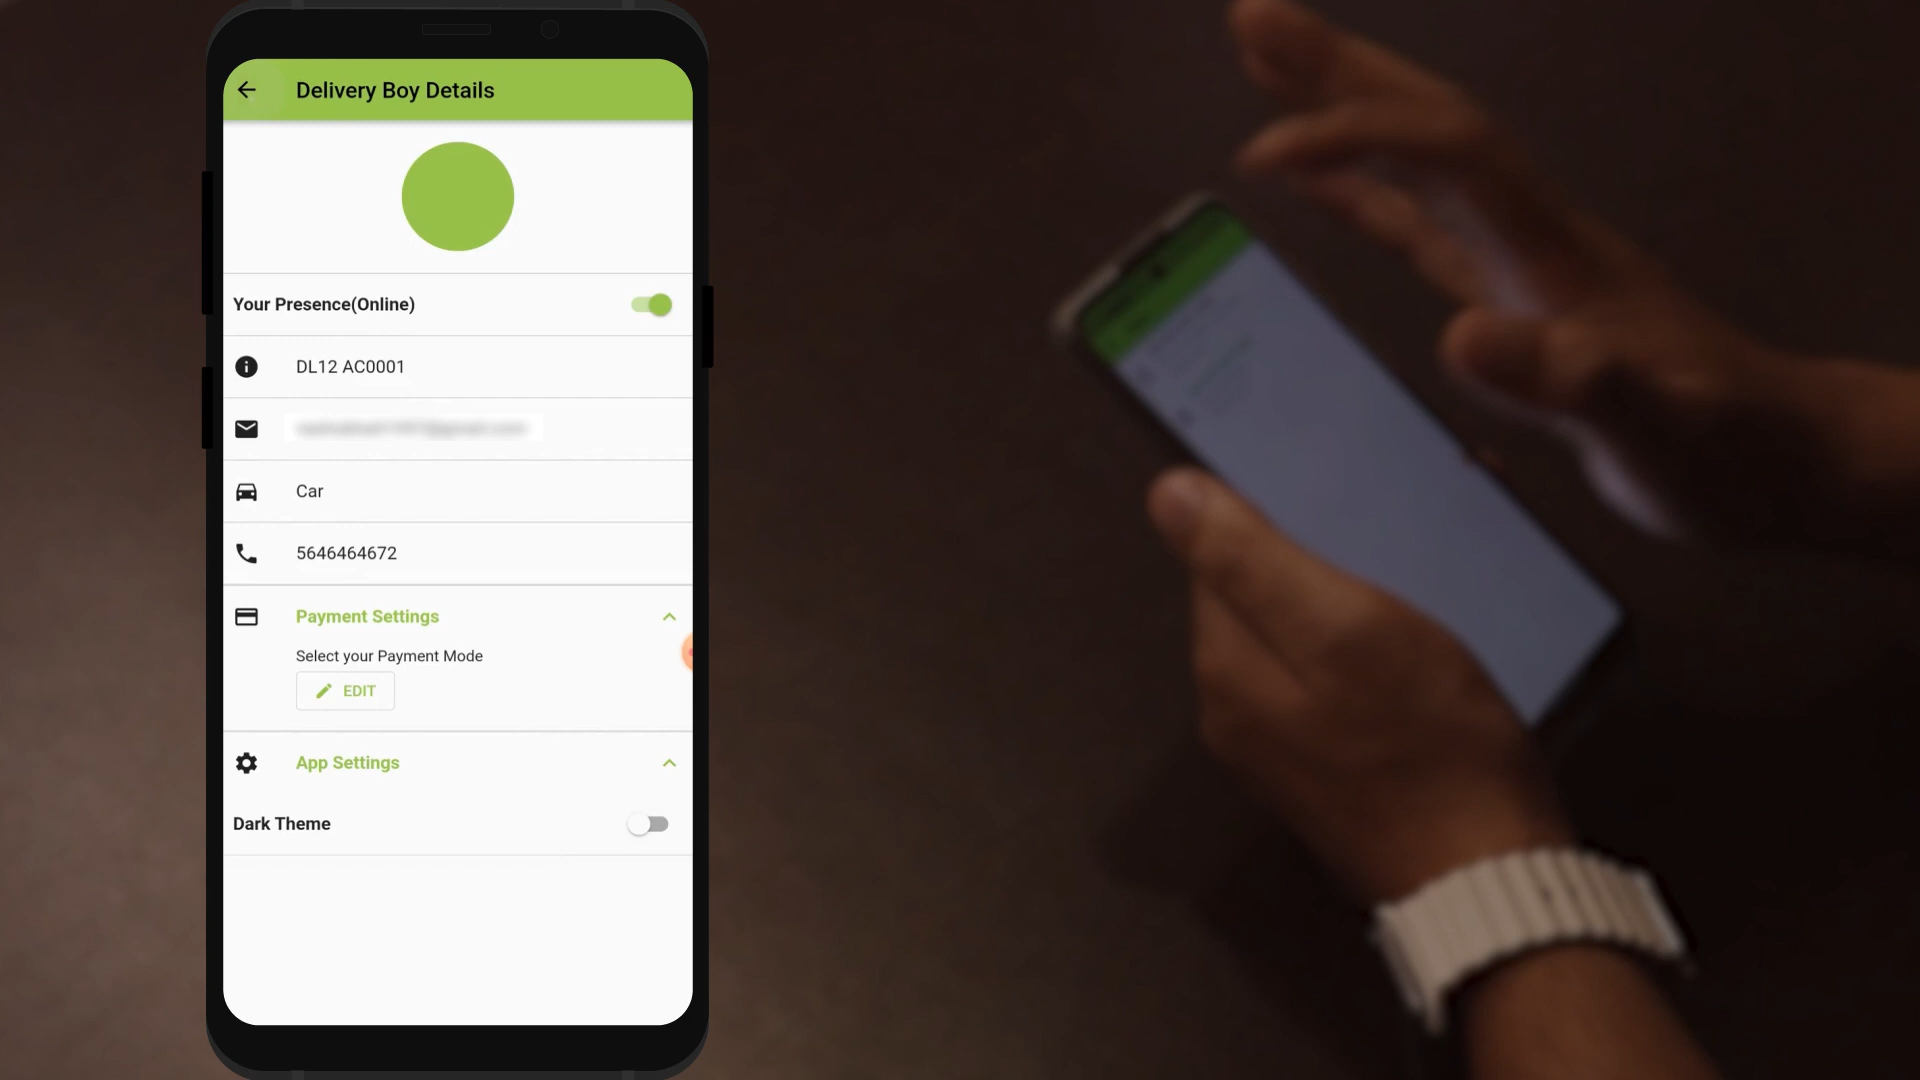 Delivery Boy Details
Your Presence(Online)
DL12 AC0001
Car
5646464672
Payment Settings
Select your Payment Mode
EDIT
App Settings
Dark Theme